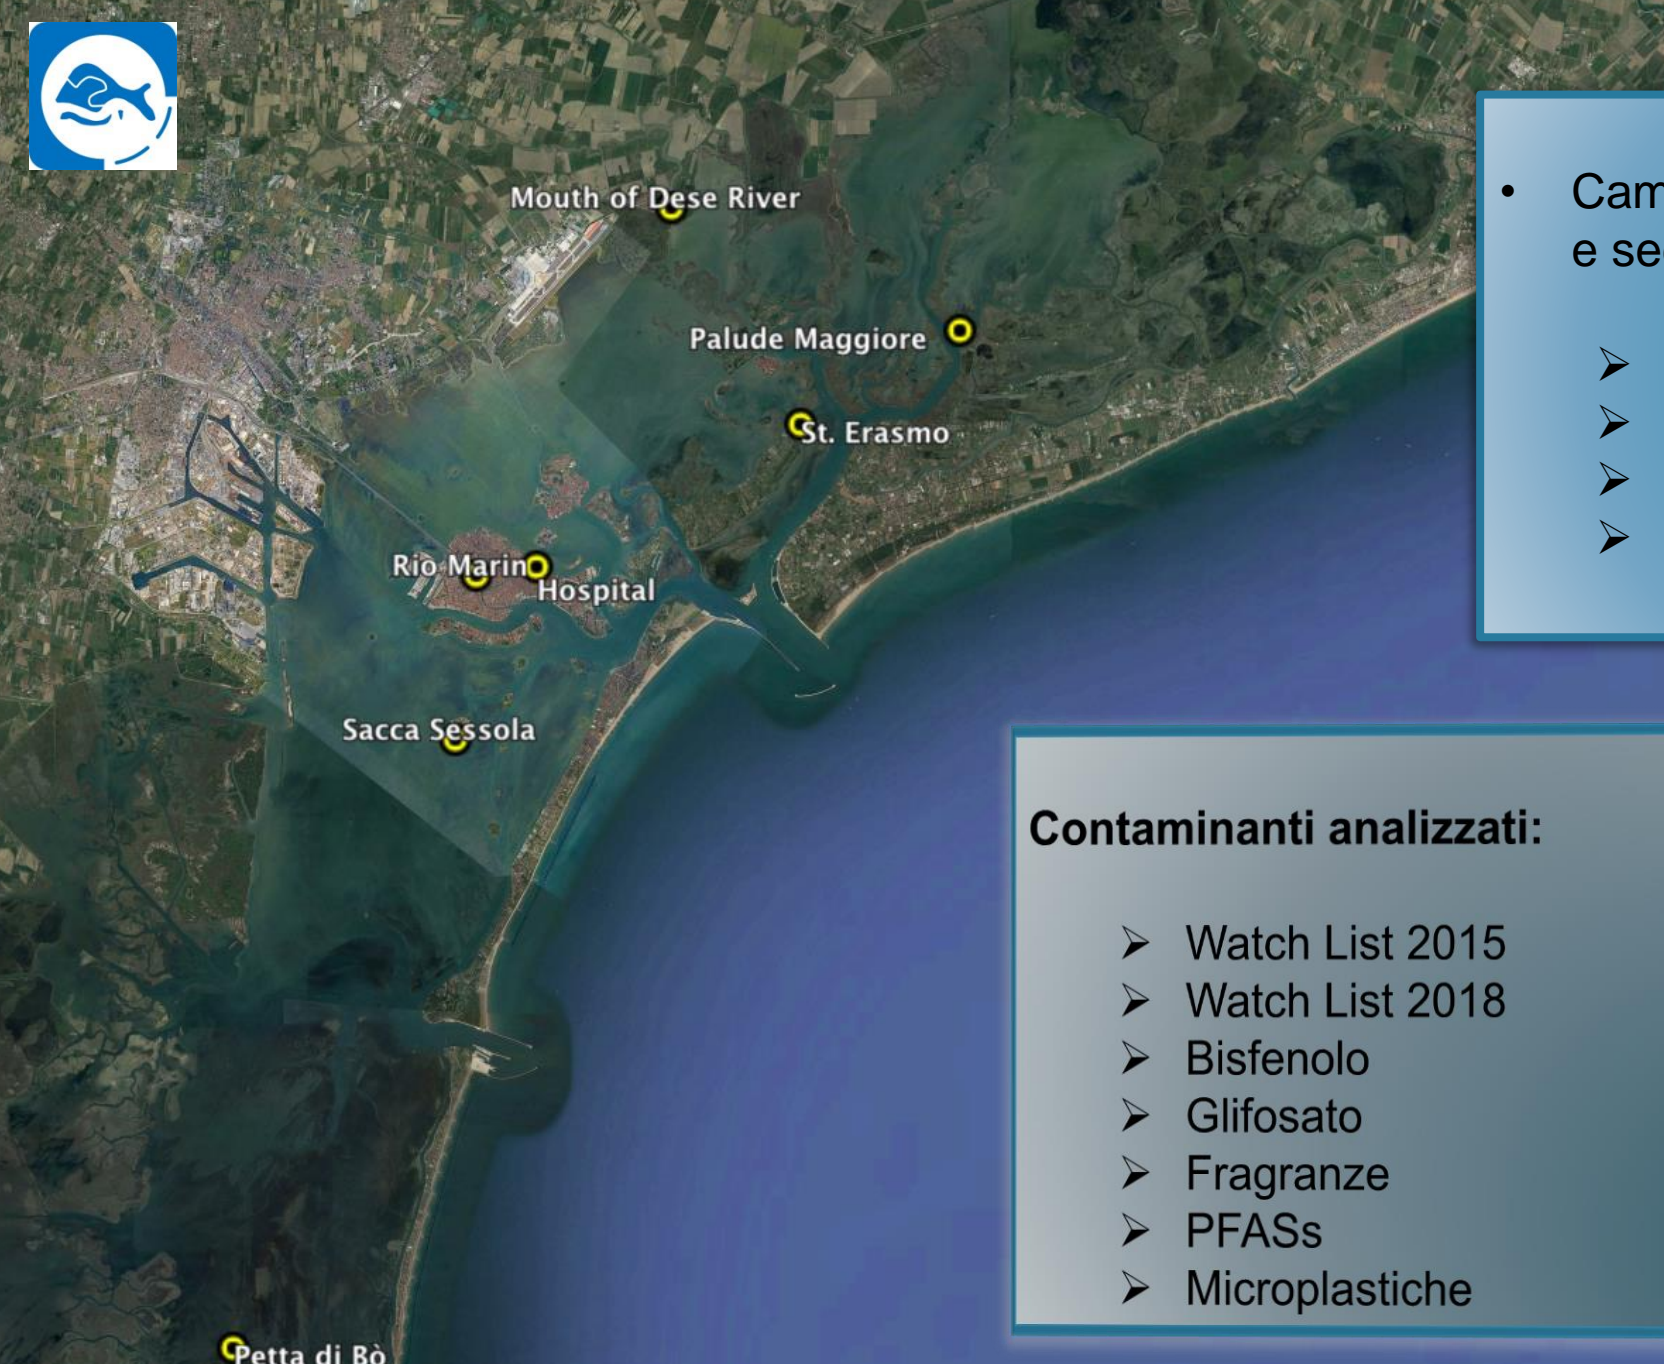 Mouth of Dese River
• Cam
e se
Palude Maggiore
St. Erasmo
Rio Marin
Hospital
Sacca Sessola
Contaminanti analizzati:
➢ Watch List 2015
➢ Watch List 2018
➢ Bisfenolo
➢ Glifosato
➢ Fragranze
➢ PFASs
➢ Microplastiche
Petta di Bò